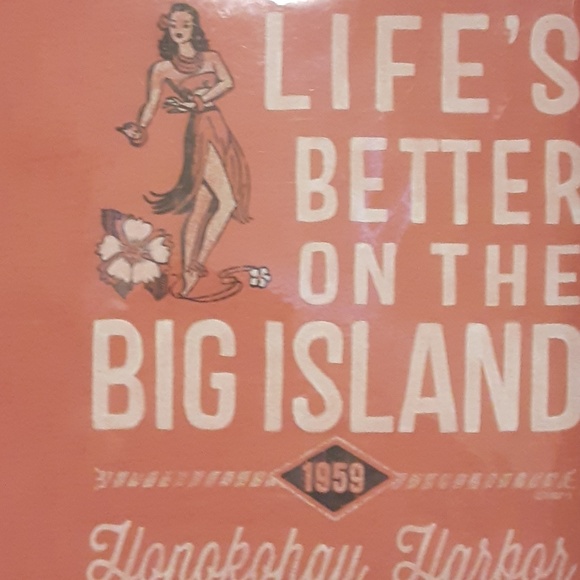 LIFE'S
BETTER
ON THE
BIG ISLAND
1959
Honokohau Harbor